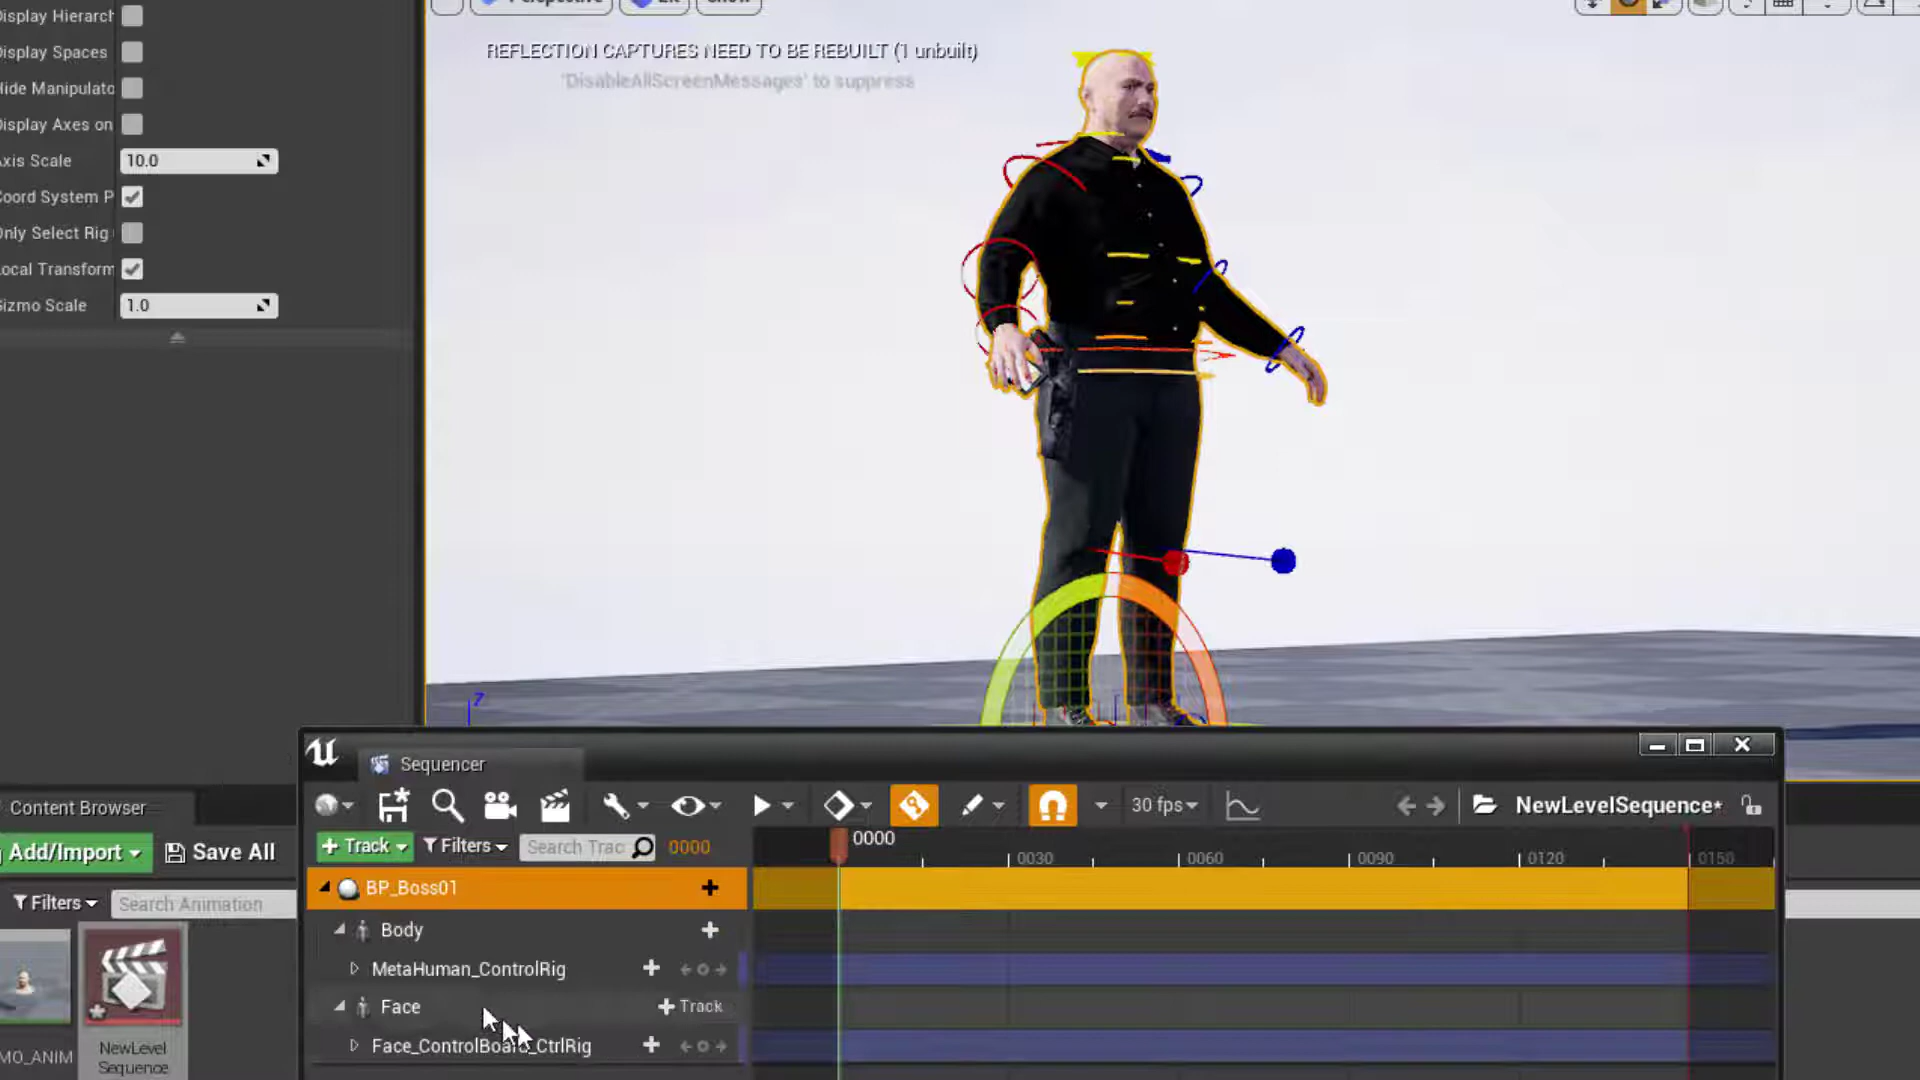 Perspective
Show
REFLECTION CAPTURES NEED TO BE REBUILT (1 unbuilt)
'DisableAllScreenMessages' to suppress
Display Hierarch
Display Spaces
Hide Manipulato
Display Axes on
Axis Scale
10.0
Coord System P
Only Select Rig
Local Transform
Gizmo Scale
1.0
Z
Sequencer
30 fps
NewLevelSequence*
Track
Filters
Search Trac
0000
0000
0030
0060
0090
0120
0150
BP_Boss01
Body
MetaHuman_ControlRig
Face
Track
Face_ControlBoard_CtrlRig
Content Browser
Add/Import
Save All
Filters
Search Animation
MO_ANIM
NewLevel
Sequence